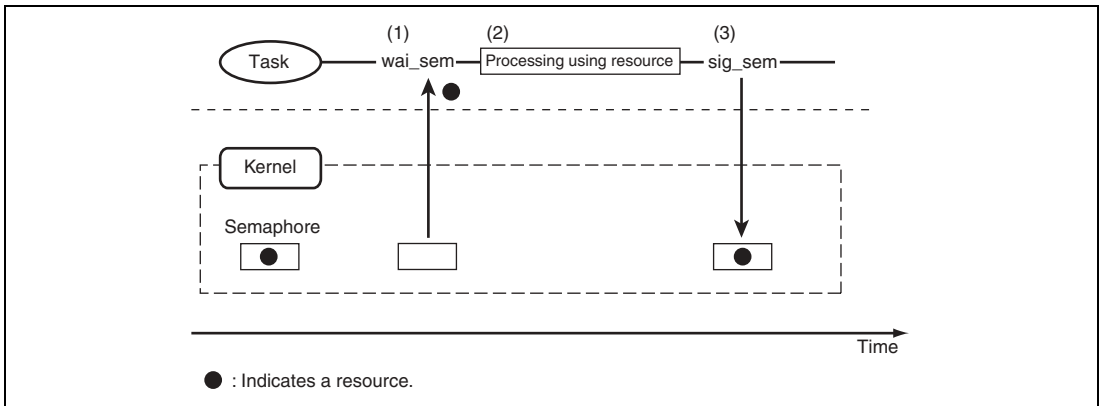 (1) (2) (3)
Task wai_sem Processing using resource sig_sem
Kernel
Semaphore
Time
: Indicates a resource.